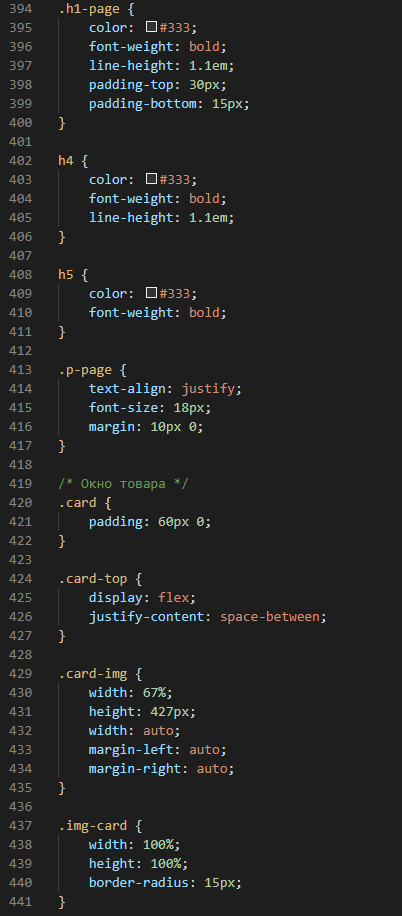 394 .h1-page {
395     color: #333;
396     font-weight: bold;
397     line-height: 1.1em;
398     padding-top: 30px;
399     padding-bottom: 15px;
400 }
401
402 h4 {
403     color: #333;
404     font-weight: bold;
405     line-height: 1.1em;
406 }
407
408 h5 {
409     color: #333;
410     font-weight: bold;
411 }
412
413 .p-page {
414     text-align: justify;
415     font-size: 18px;
416     margin: 10px 0;
417 }
418
419 /* Окно товара */
420 .card {
421     padding: 60px 0;
422 }
423
424 .card-top {
425     display: flex;
426     justify-content: space-between;
427 }
428
429 .card-img {
430     width: 67%;
431     height: 427px;
432     width: auto;
433     margin-left: auto;
434     margin-right: auto;
435 }
436
437 .img-card {
438     width: 100%;
439     height: 100%;
440     border-radius: 15px;
441 }